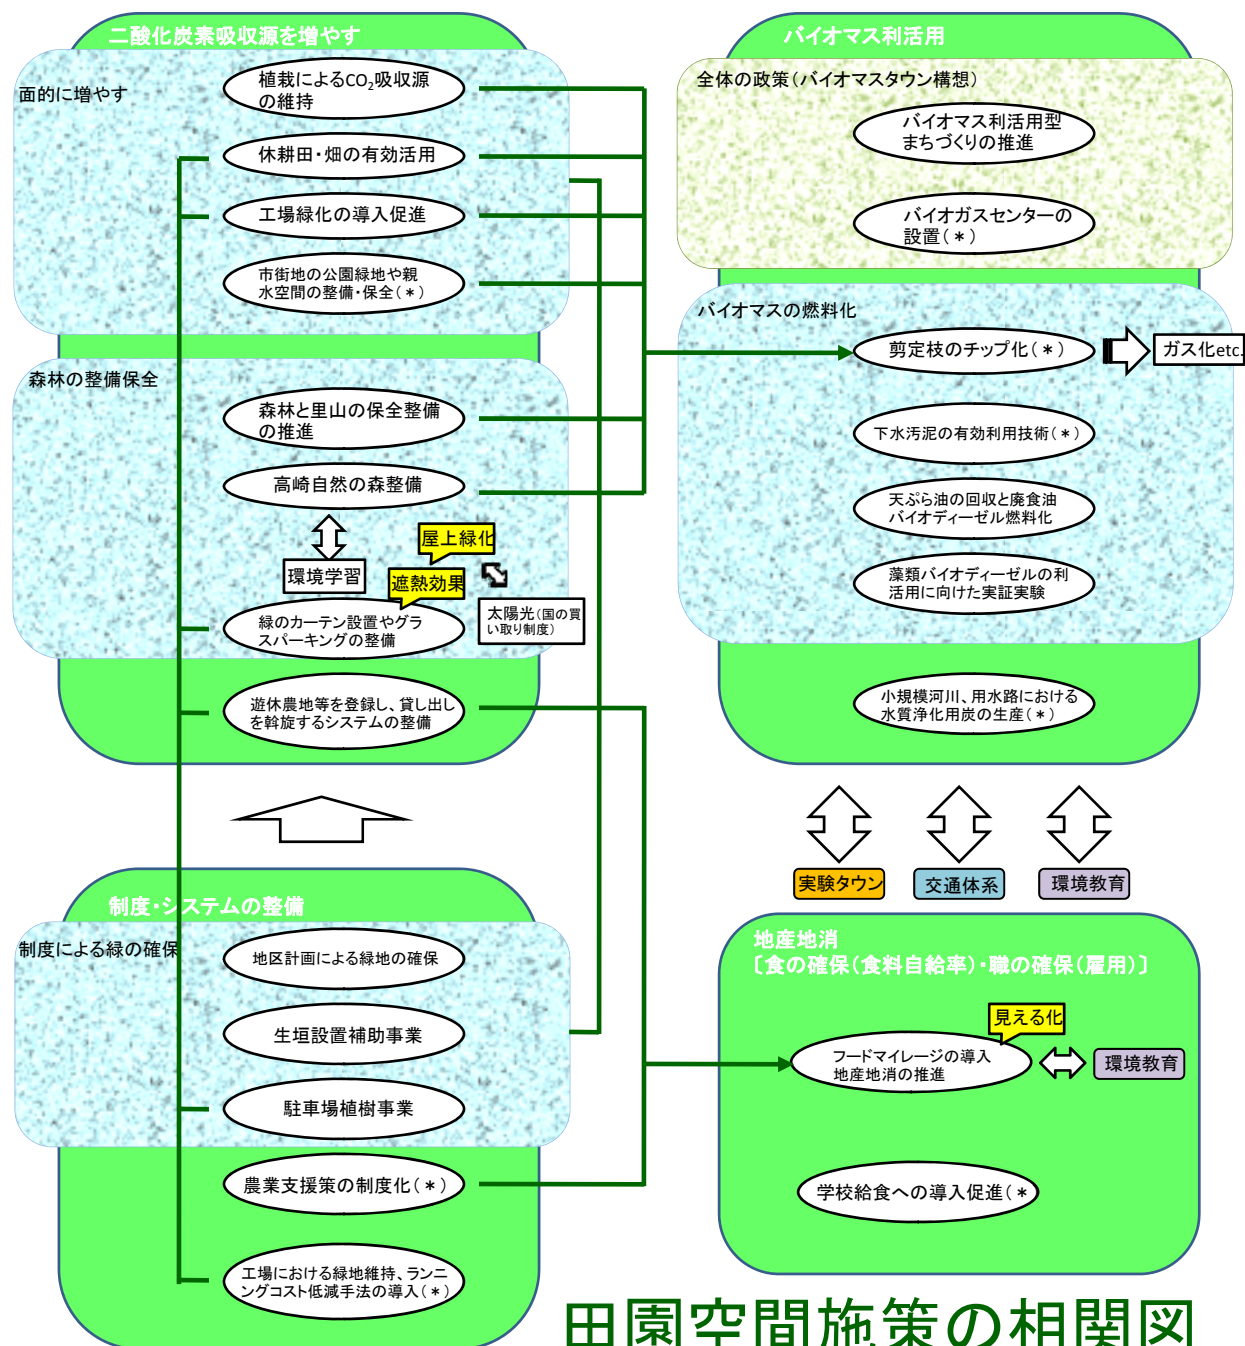 二酸化炭素吸収源を増やす
面的に増やす
植栽によるCO₂吸収源
の維持
休耕田・畑の有効活用
工場緑化の導入促進
市街地の公園緑地や親
水空間の整備・保全(＊)
森林の整備保全
森林と里山の保全整備
の推進
高崎自然の森整備
環境学習
屋上緑化
遮熱効果
太陽光(国の買
い取り制度)
緑のカーテン設置やグラ
スパーキングの整備
遊休農地等を登録し、貸し出し
を斡旋するシステムの整備
制度・システムの整備
制度による緑の確保
地区計画による緑地の確保
生垣設置補助事業
駐車場植樹事業
農業支援策の制度化(＊)
工場における緑地維持、ランニ
ングコスト低減手法の導入(＊)
バイオマス利活用
全体の政策(バイオマスタウン構想)
バイオマス利活用型
まちづくりの推進
バイオガスセンターの
設置(＊)
バイオマスの燃料化
剪定枝のチップ化(＊)
ガス化etc.
下水汚泥の有効利用技術(＊)
天ぷら油の回収と廃食油
バイオディーゼル燃料化
藻類バイオディーゼルの利
活用に向けた実証実験
小規模河川、用水路における
水質浄化用炭の生産(＊)
実験タウン
交通体系
環境教育
地産地消
〔食の確保(食料自給率)・職の確保(雇用)〕
見える化
フードマイレージの導入
地産地消の推進
環境教育
学校給食への導入促進(＊
田園空間施策の相関図